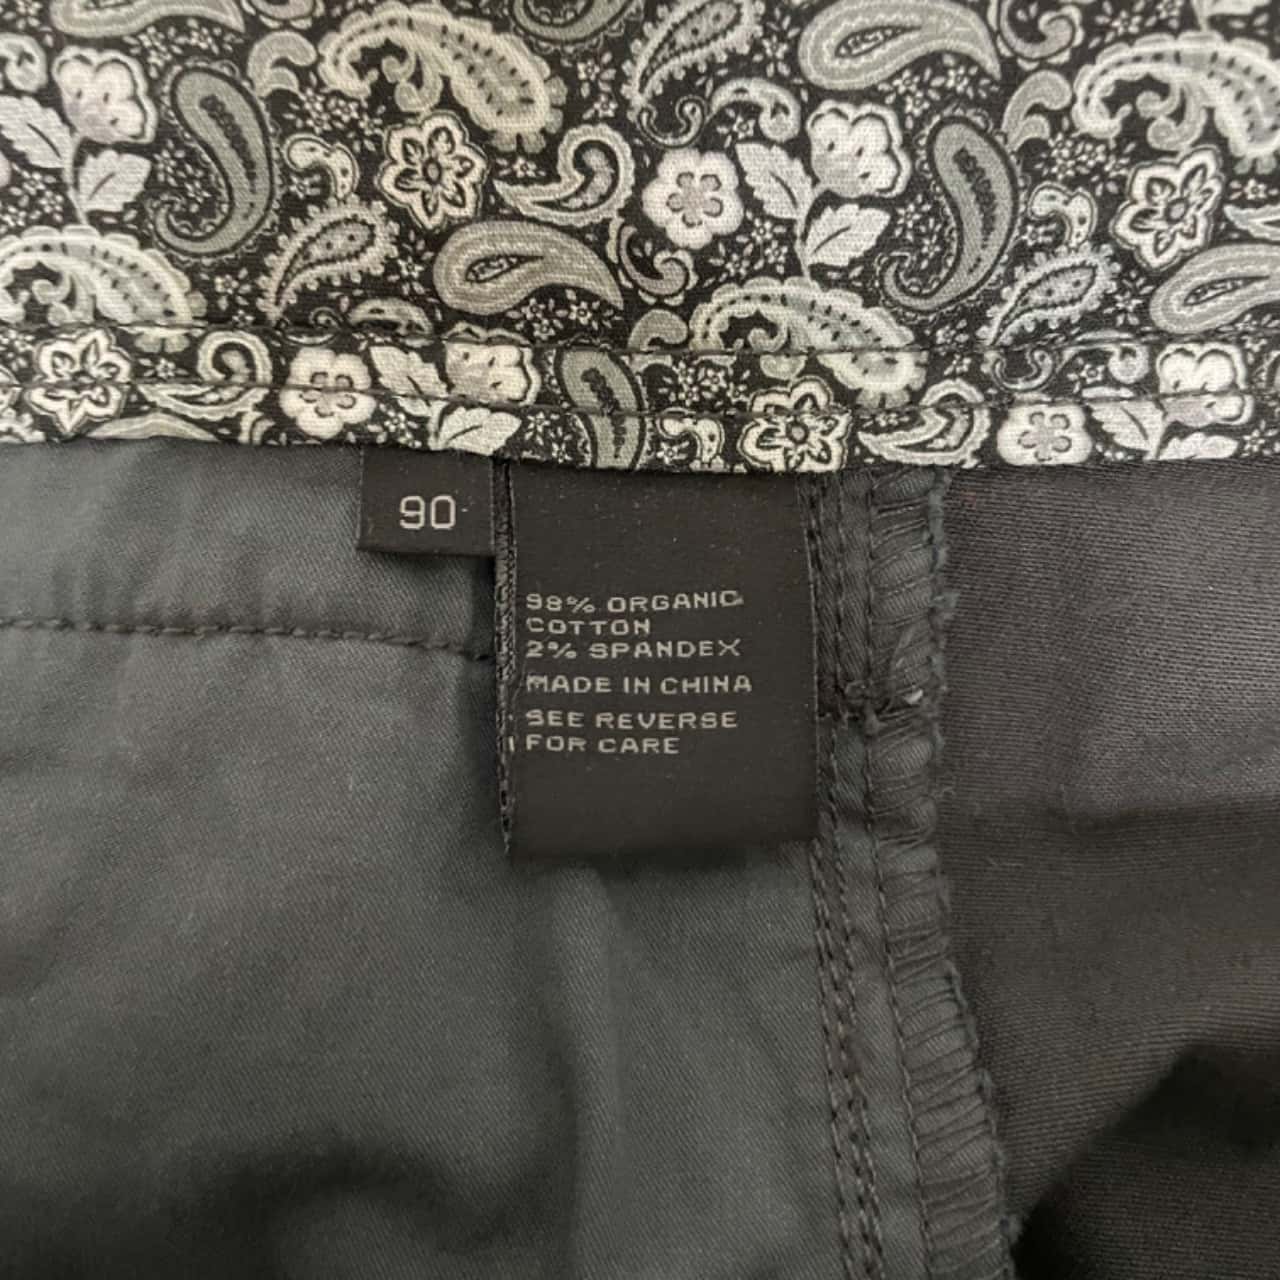 90
98% ORGANIC
COTTON
2% SPANDEX
MADE IN CHINA
SEE REVERSE
FOR CARE